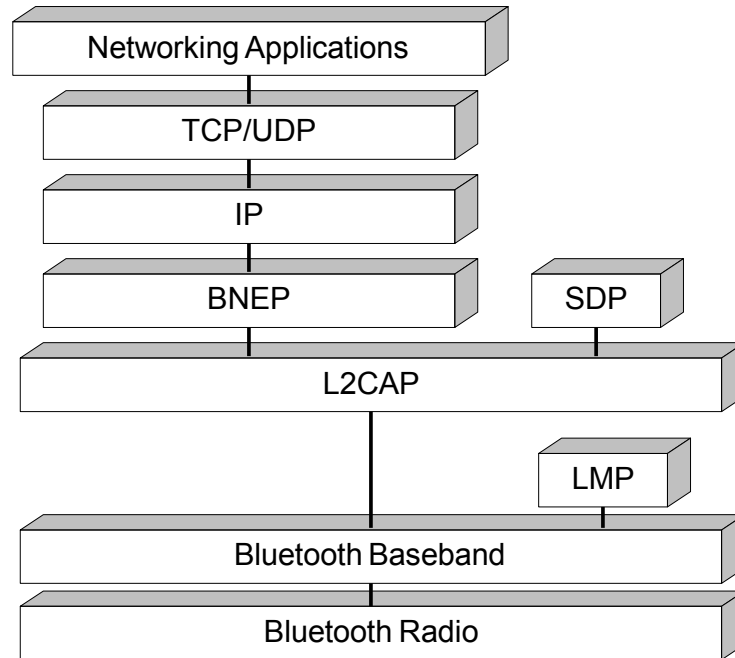 Networking Applications
TCP/UDP
IP
BNEP
SDP
L2CAP
LMP
Bluetooth Baseband
Bluetooth Radio